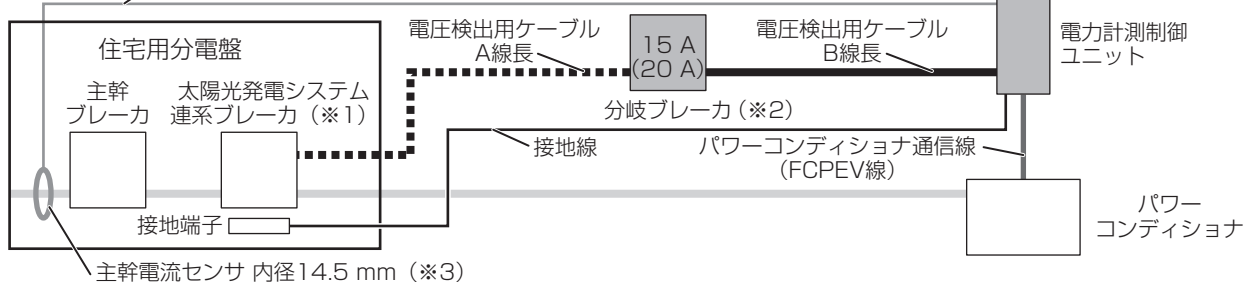 住宅用分電盤
主幹
ブレーカ
太陽光発電システム
連系ブレーカ（※1）
電圧検出用ケーブル
A線長
15 A
(20 A)
分岐ブレーカ（※2）
電圧検出用ケーブル
B線長
電力計測制御
ユニット
接地線
パワーコンディショナ通信線
（FCPEV線）
接地端子
パワー
コンディショナ
主幹電流センサ 内径14.5 mm（※3）